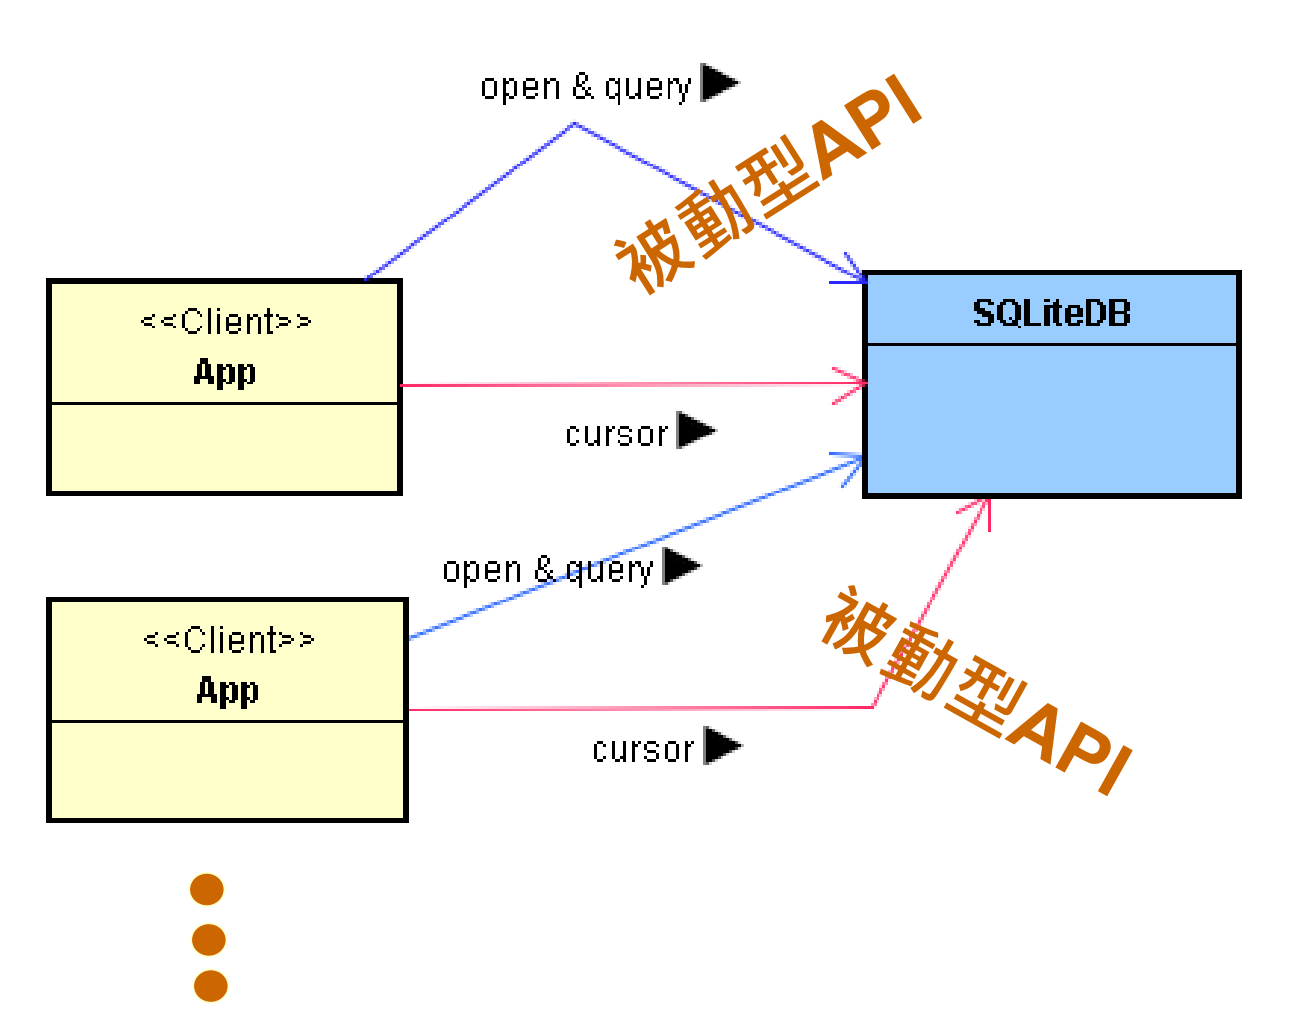 open & query ▶
被動型API
<<Client>>
App
SQLiteDB
cursor ▶
open & query ▶
<<Client>>
App
被動型API
cursor ▶